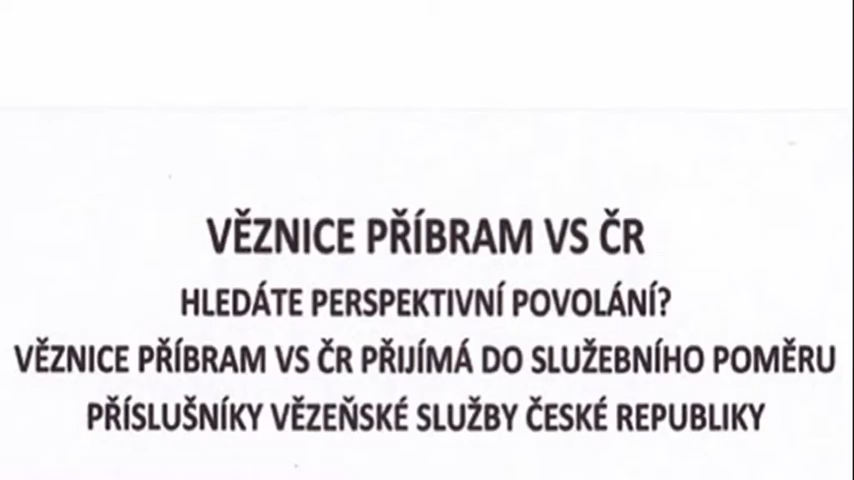 VĚZNICE PŘÍBRAM VS ČR
HLEDÁTE PERSPEKTIVNÍ POVOLÁNÍ?
VĚZNICE PŘÍBRAM VS ČR PŘIJÍMÁ DO SLUŽEBNÍHO POMĚRU
PŘÍSLUŠNÍKY VĚZEŇSKÉ SLUŽBY ČESKÉ REPUBLIKY